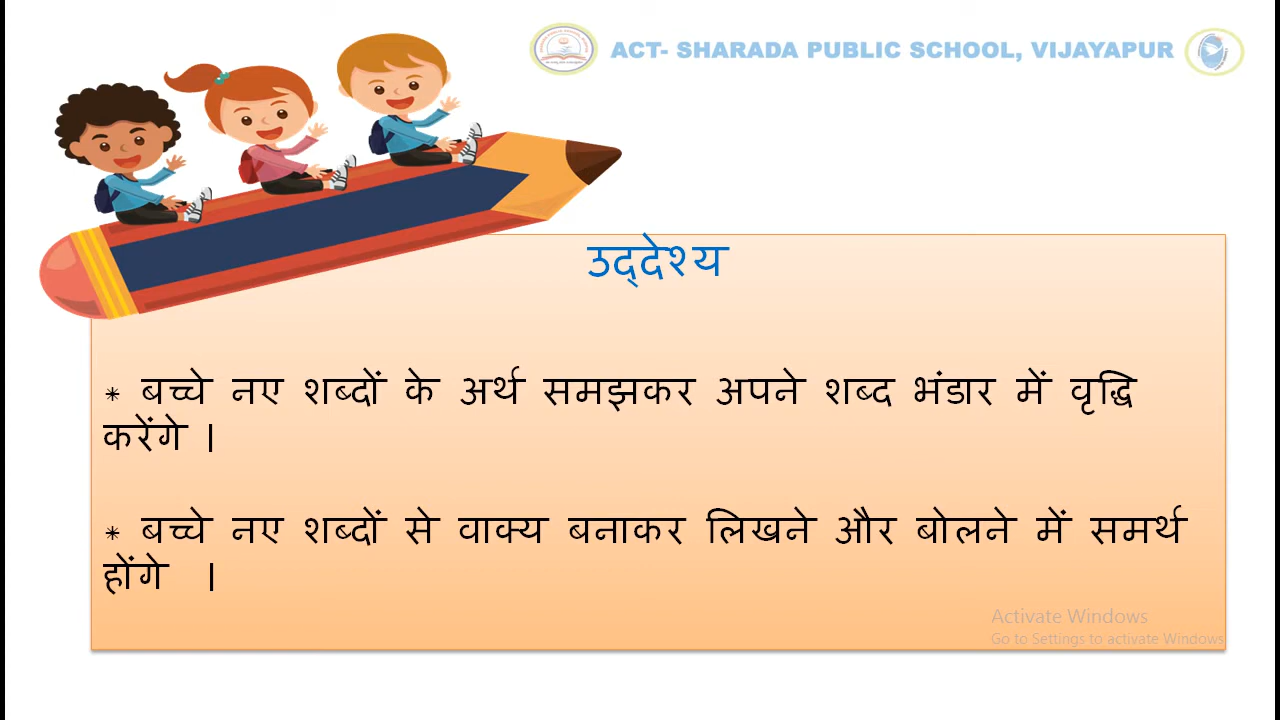 ACT- SHARADA PUBLIC SCHOOL, VIJAYAPUR
उद्देश्य
* बच्चे नए शब्दों के अर्थ समझकर अपने शब्द भंडार में वृद्धि
करेंगे ।
* बच्चे नए शब्दों से वाक्य बनाकर लिखने और बोलने में समर्थ
होंगे ।
Activate Windows
Go to Settings to activate Windows